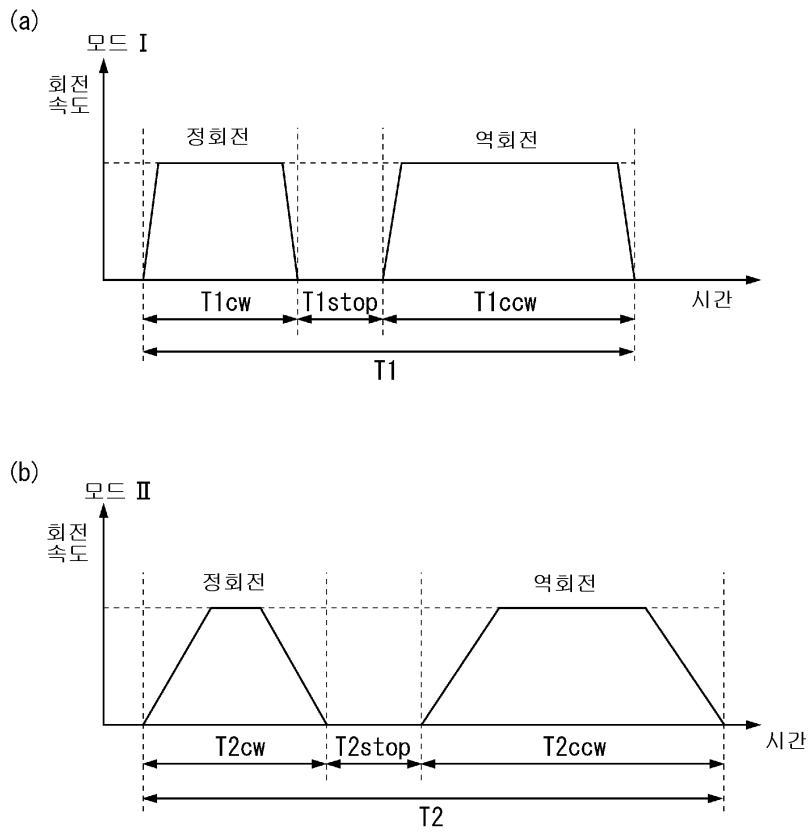 (a)
모드 Ⅰ
회전
속도
정회전
역회전
T1cw
T1stop
T1ccw
시간
T1
(b)
모드 Ⅱ
회전
속도
정회전
역회전
T2cw
T2stop
T2ccw
시간
T2